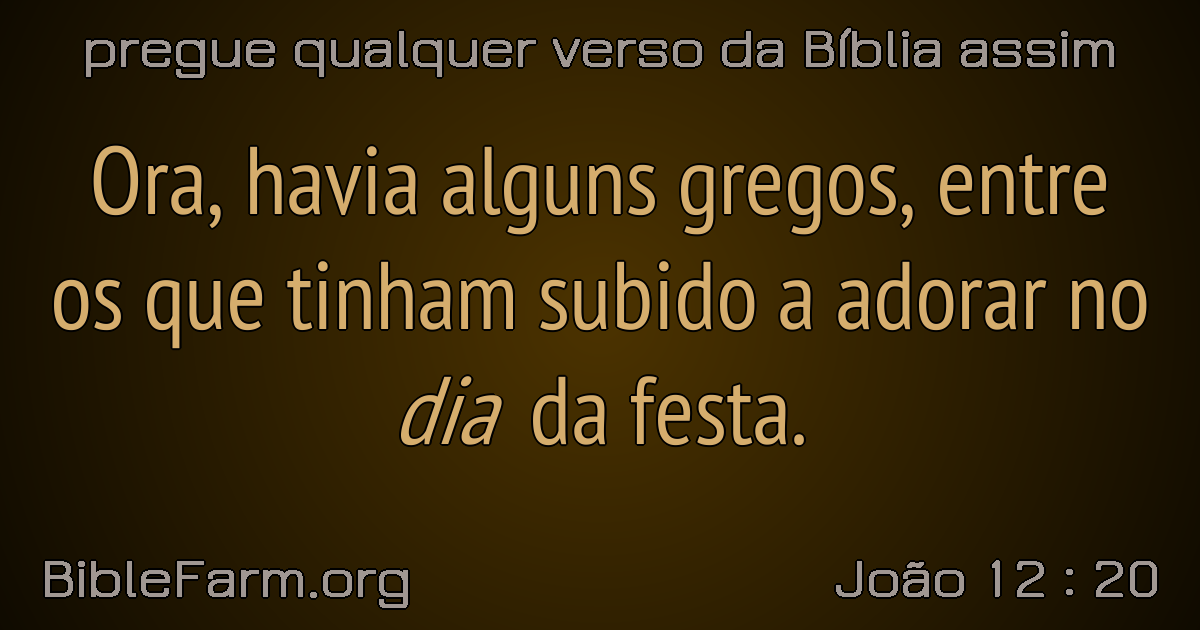 pregue qualquer verso da Bíblia assim
Ora, havia alguns gregos, entre
os que tinham subido a adorar no
dia da festa.
BibleFarm.org
João 12 : 20